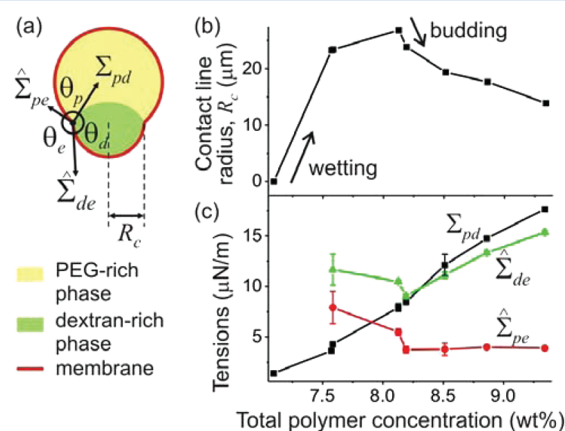 (a)
θp
Σpd
Σ̂pe
θe
θd
Σ̂de
Rc
PEG-rich
phase
dextran-rich
phase
membrane
(b)
budding
wetting
Contact line
radius, Rc (μm)
20
10
0
(c)
Σpd
Σ̂de
Σ̂pe
Tensions (μN/m)
15
10
5
7.5
8.0
8.5
9.0
Total polymer concentration (wt%)